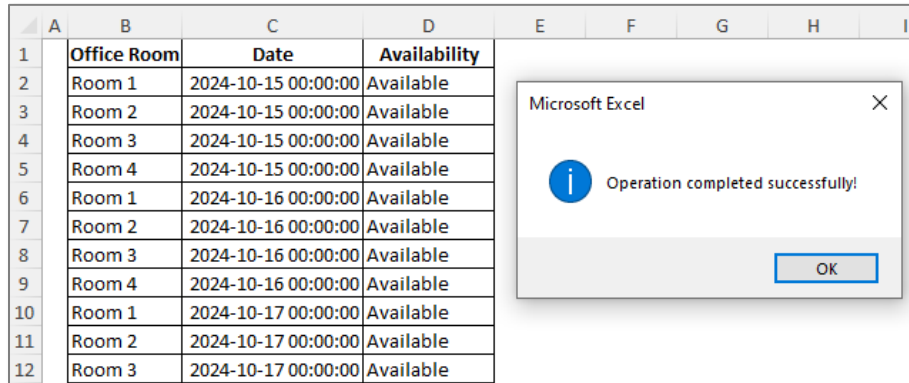 A B C D E F G H I
1 Office Room Date Availability
2 Room 1 2024-10-15 00:00:00 Available
3 Room 2 2024-10-15 00:00:00 Available
4 Room 3 2024-10-15 00:00:00 Available
5 Room 4 2024-10-15 00:00:00 Available
6 Room 1 2024-10-16 00:00:00 Available
7 Room 2 2024-10-16 00:00:00 Available
8 Room 3 2024-10-16 00:00:00 Available
9 Room 4 2024-10-16 00:00:00 Available
10 Room 1 2024-10-17 00:00:00 Available
11 Room 2 2024-10-17 00:00:00 Available
12 Room 3 2024-10-17 00:00:00 Available
Microsoft Excel
Operation completed successfully!
OK